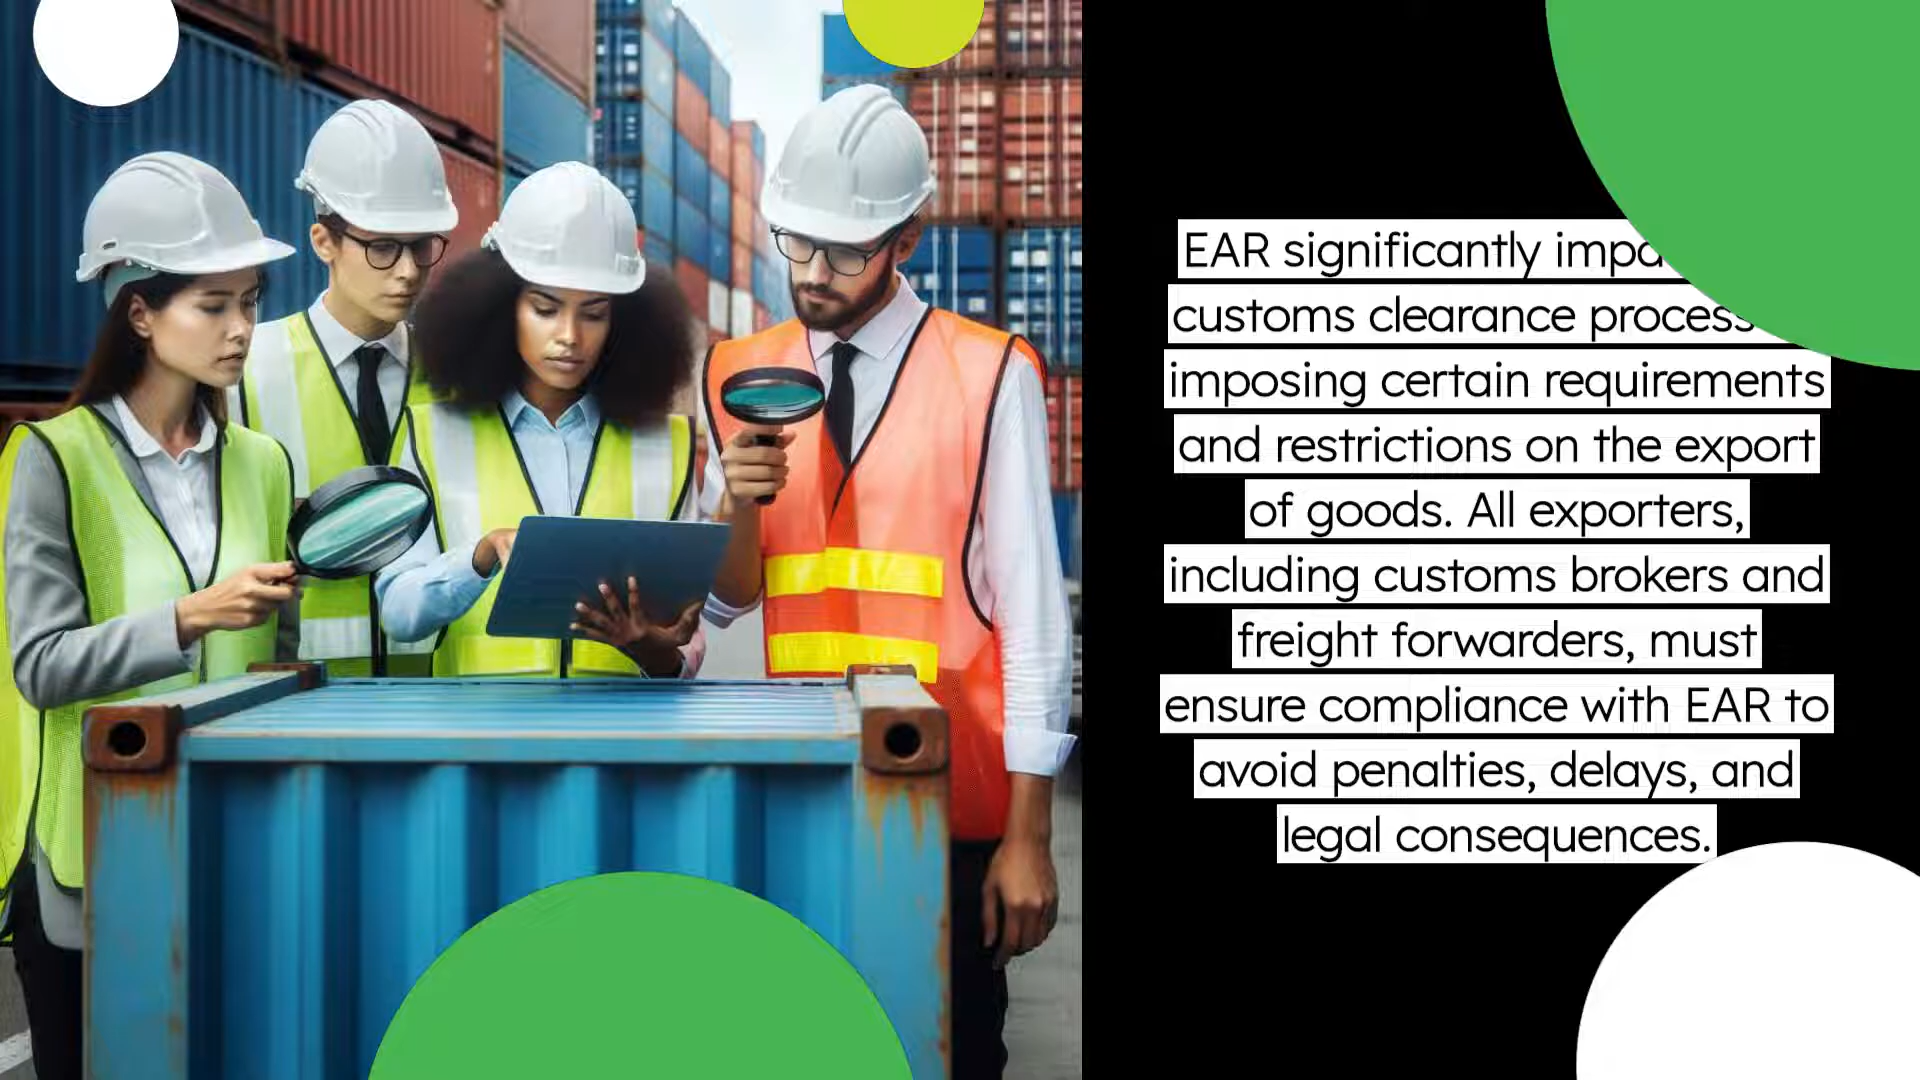 EAR significantly
customs clearance process
imposing certain requirements
and restrictions on the export
of goods. All exporters,
including customs brokers and
freight forwarders, must
ensure compliance with EAR to
avoid penalties, delays, and
legal consequences.